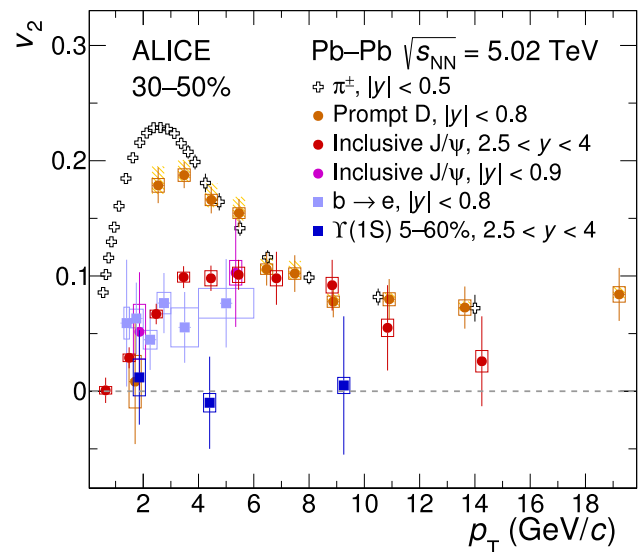 v₂
0.3
0.2
0.1
0
ALICE
30–50%
Pb–Pb √sNN = 5.02 TeV
π±, |y| < 0.5
Prompt D, |y| < 0.8
Inclusive J/ψ, 2.5 < y < 4
Inclusive J/ψ, |y| < 0.9
b → e, |y| < 0.8
ϒ(1S) 5–60%, 2.5 < y < 4
2 4 6 8 10 12 14 16 18
pT (GeV/c)